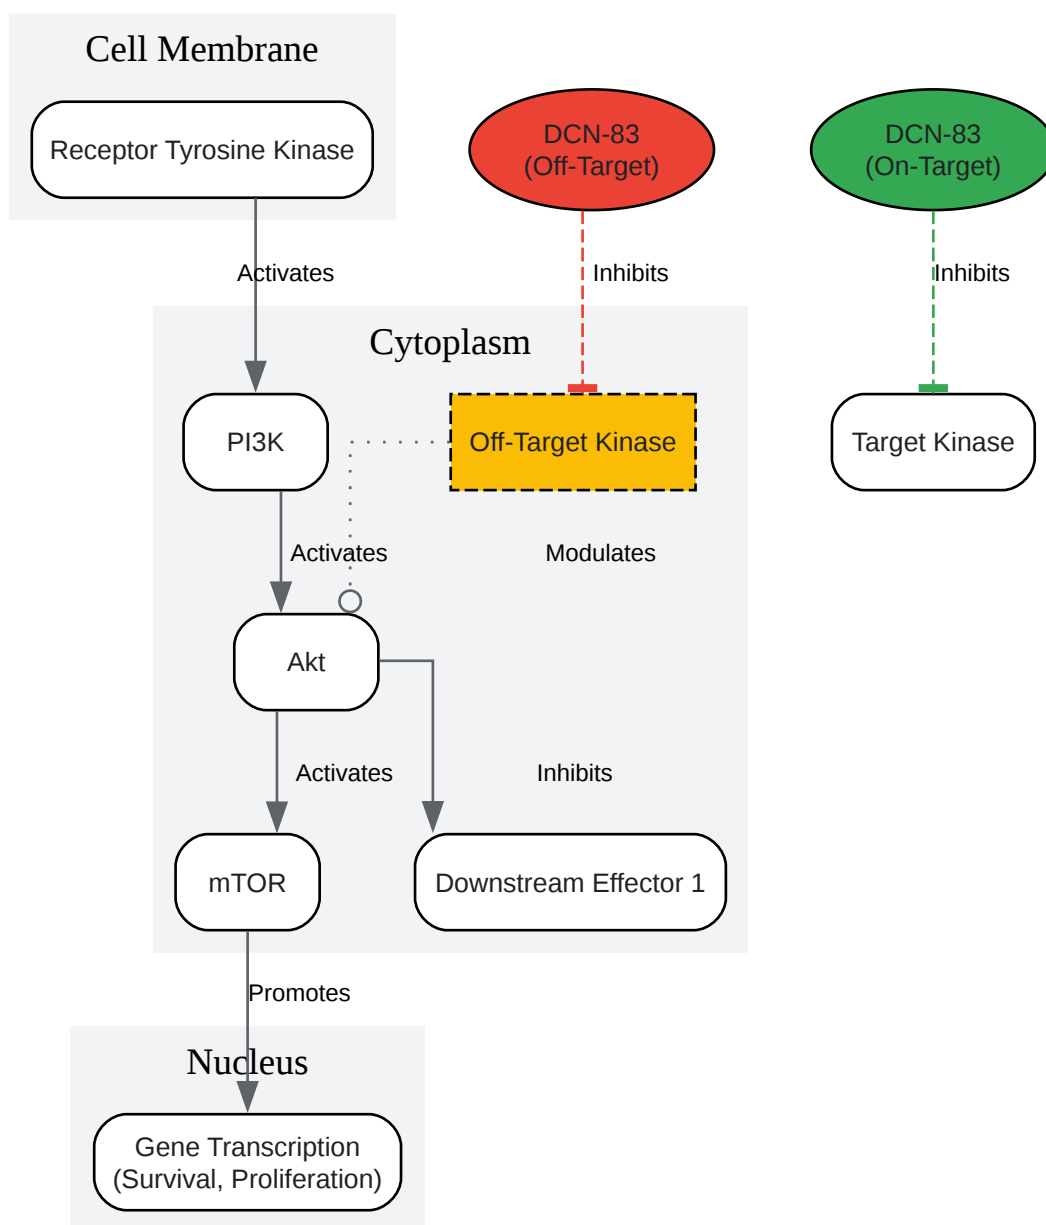 Cell Membrane
Receptor Tyrosine Kinase
DCN-83
(Off-Target)
DCN-83
(On-Target)
Activates
Inhibits
Inhibits
Cytoplasm
PI3K
Off-Target Kinase
Target Kinase
Activates
Modulates
Akt
Activates
Inhibits
mTOR
Downstream Effector 1
Promotes
Nucleus
Gene Transcription
(Survival, Proliferation)